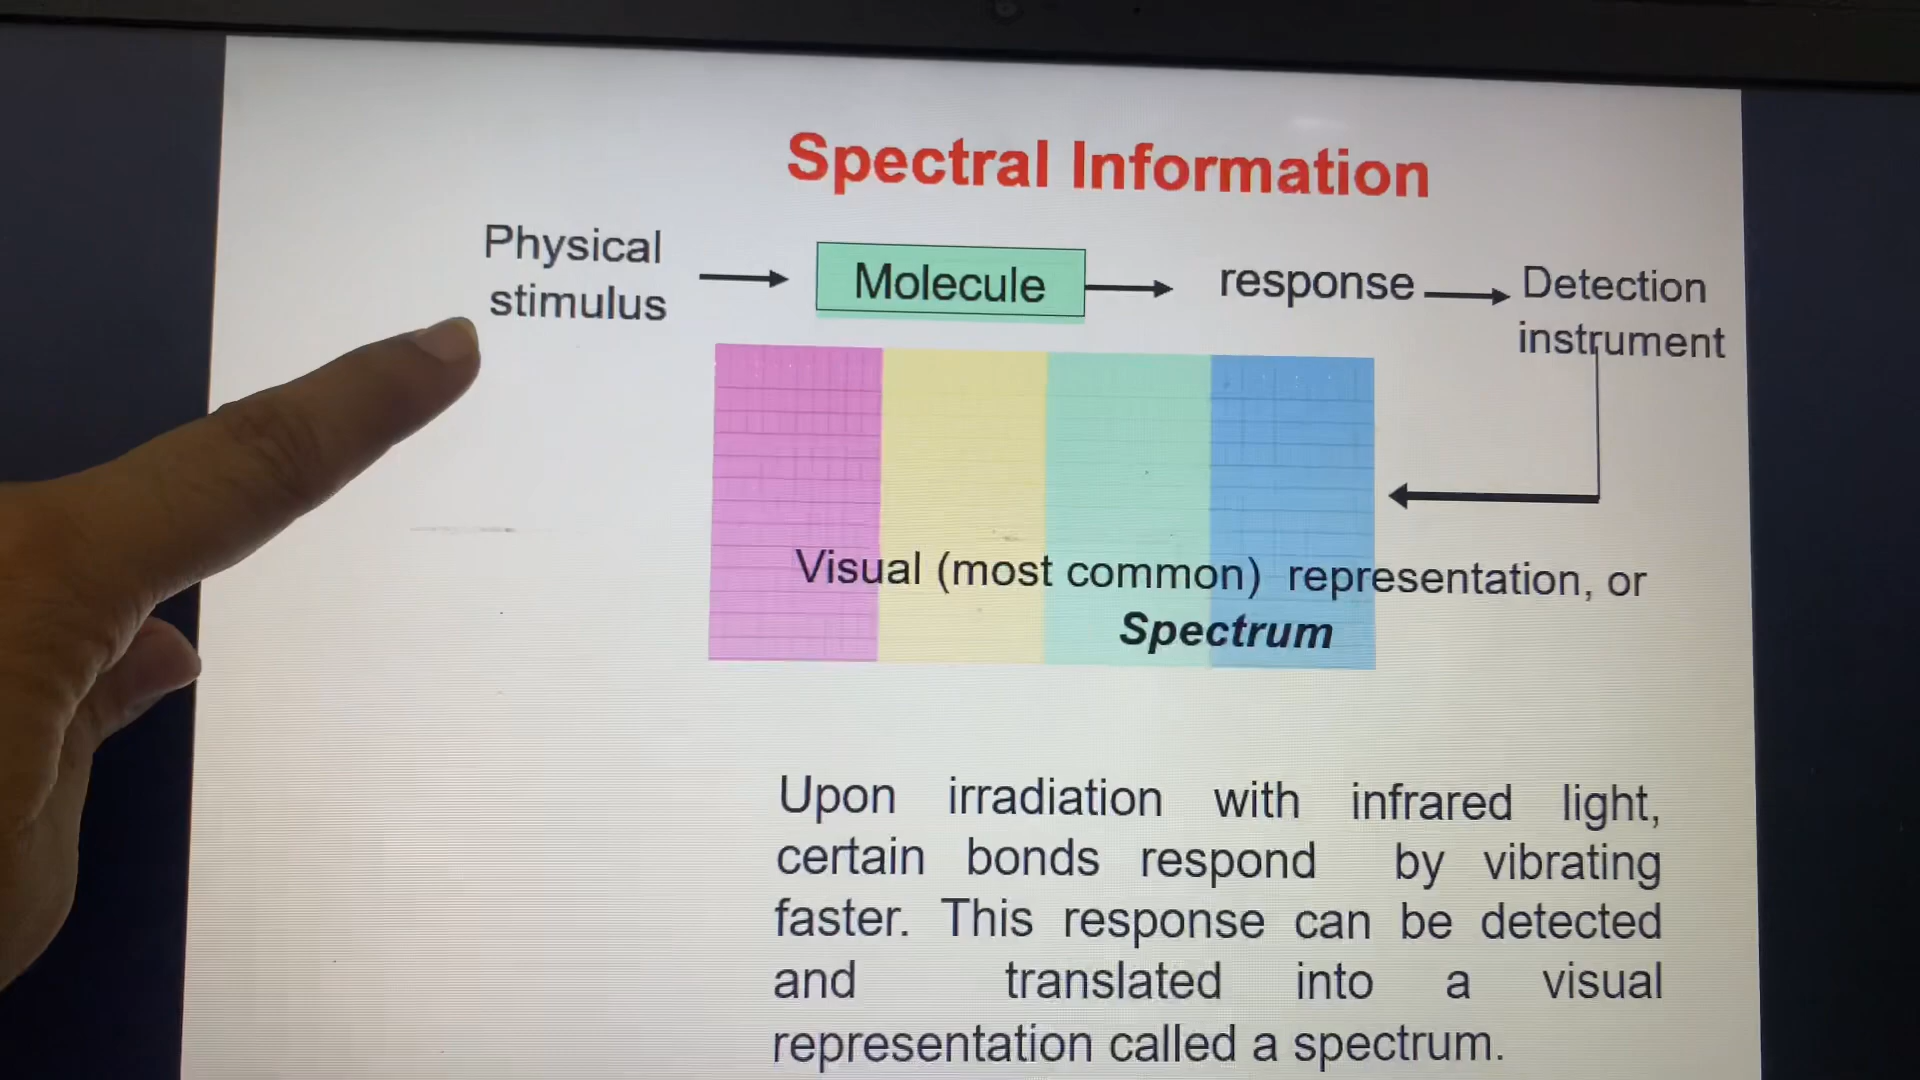 Spectral Information
Physical
stimulus
Molecule
response
Detection
instrument
Visual (most common) representation, or
Spectrum
Upon irradiation with infrared light,
certain bonds respond by vibrating
faster. This response can be detected
and translated into a visual
representation called a spectrum.